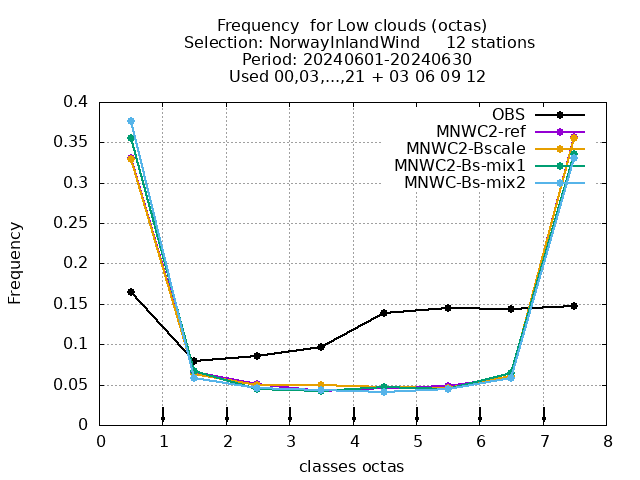 Frequency  for Low clouds (octas)
Selection: NorwayInlandWind     12 stations
Period: 20240601-20240630
Used 00,03,...,21 + 03 06 09 12
0.4
0.35
0.3
0.25
0.2
0.15
0.1
0.05
0
Frequency
OBS
MNWC2-ref
MNWC2-Bscale
MNWC2-Bs-mix1
MNWC-Bs-mix2
0 1 2 3 4 5 6 7 8
classes octas